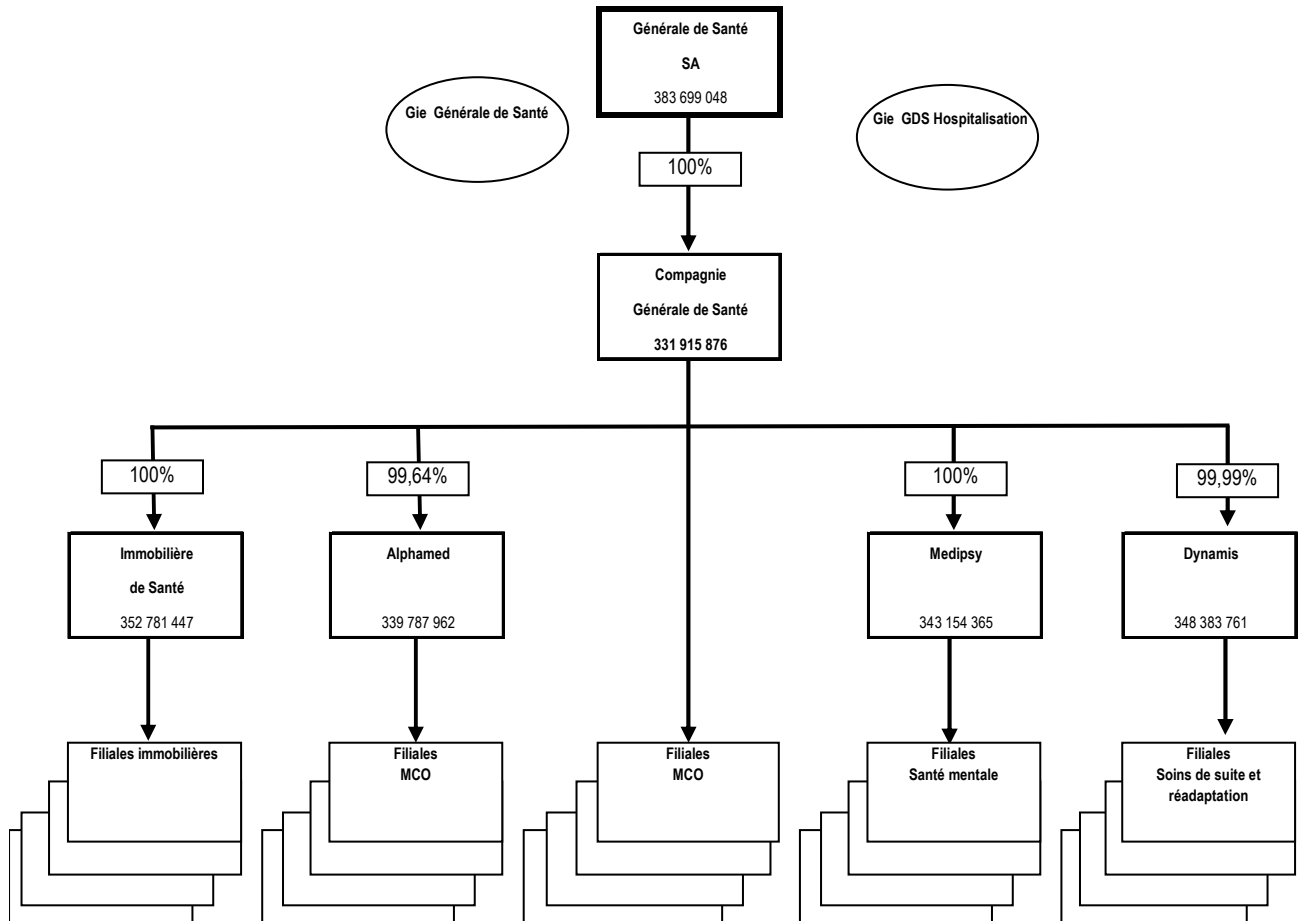 Générale de Santé
SA
383 699 048
Gie Générale de Santé
Gie GDS Hospitalisation
100%
Compagnie
Générale de Santé
331 915 876
100%
99,64%
100%
99,99%
Immobilière
de Santé
352 781 447
Alphamed
339 787 962
Medipsy
343 154 365
Dynamis
348 383 761
Filiales immobilières
Filiales
MCO
Filiales
MCO
Filiales
Santé mentale
Filiales
Soins de suite et
réadaptation